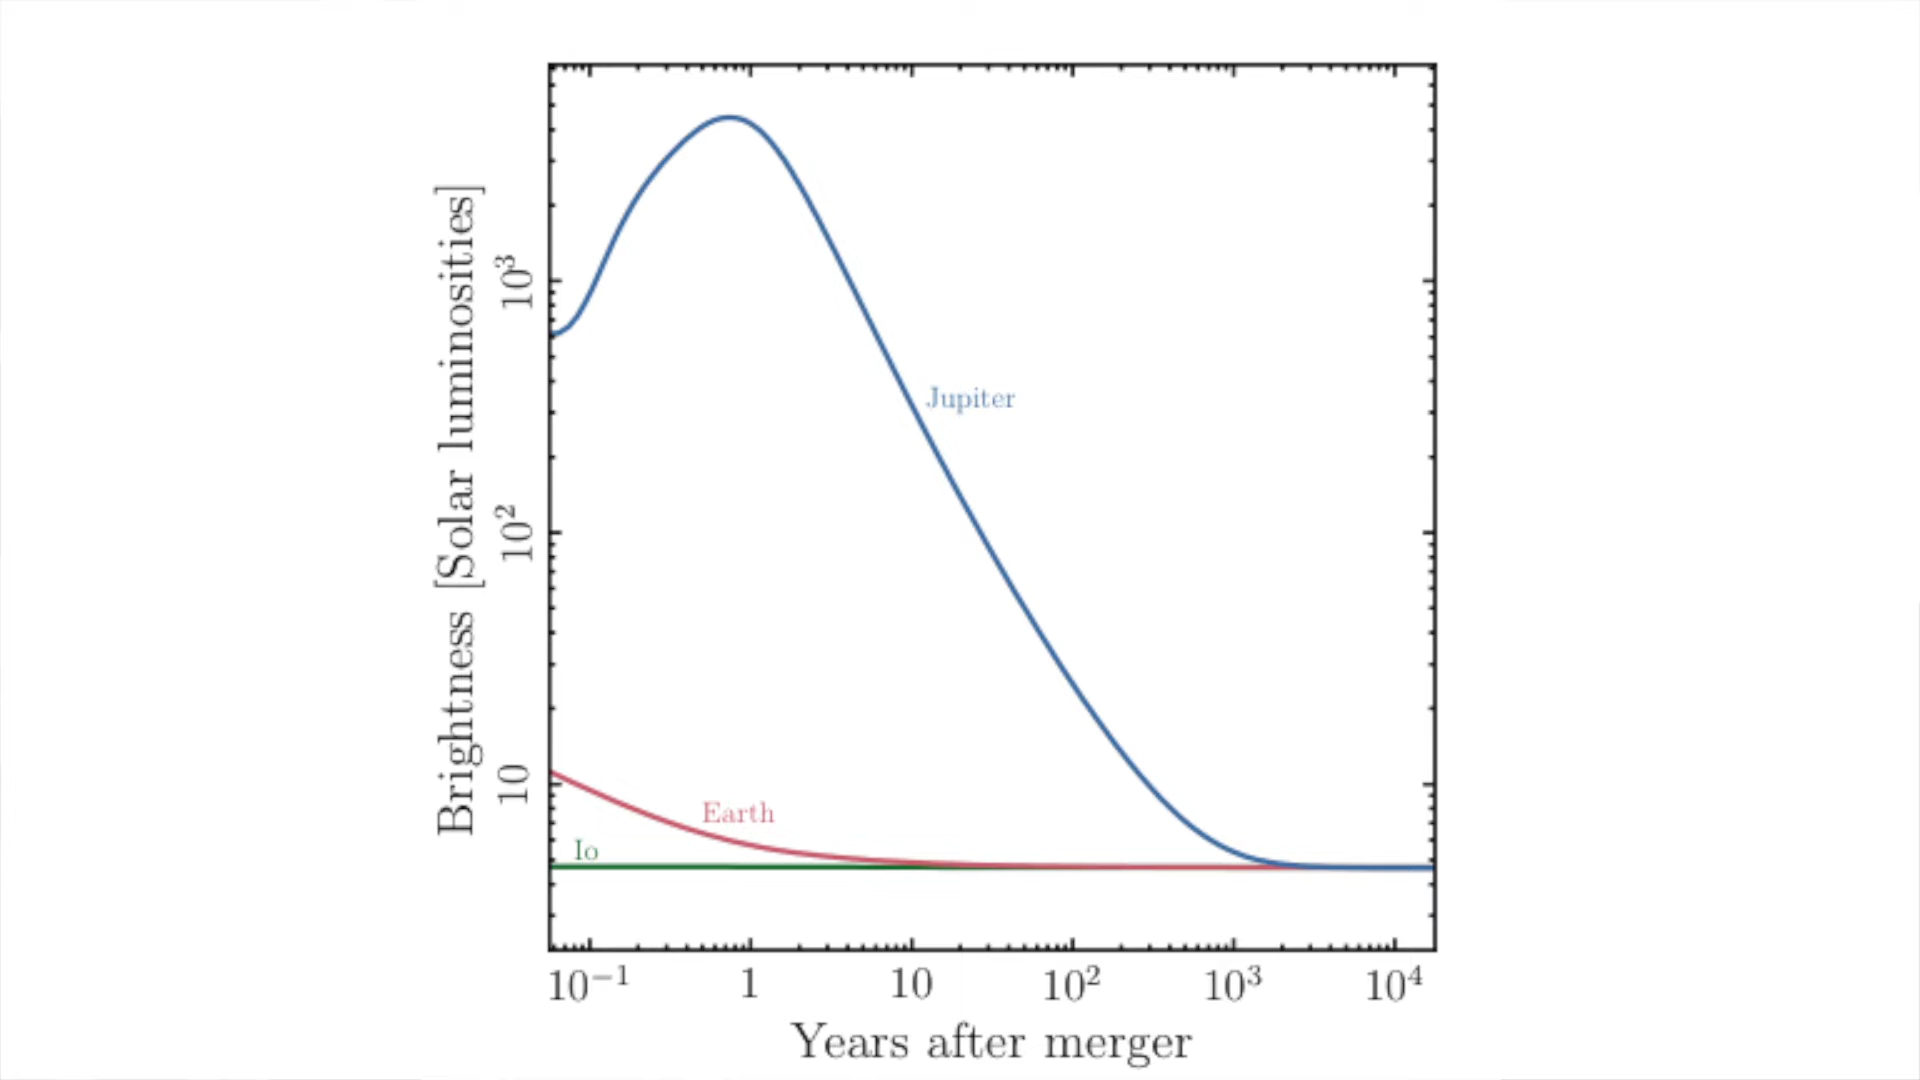 Brightness [Solar luminosities]
10³
10²
10
Jupiter
Earth
Io
10⁻¹ 1 10 10² 10³ 10⁴
Years after merger